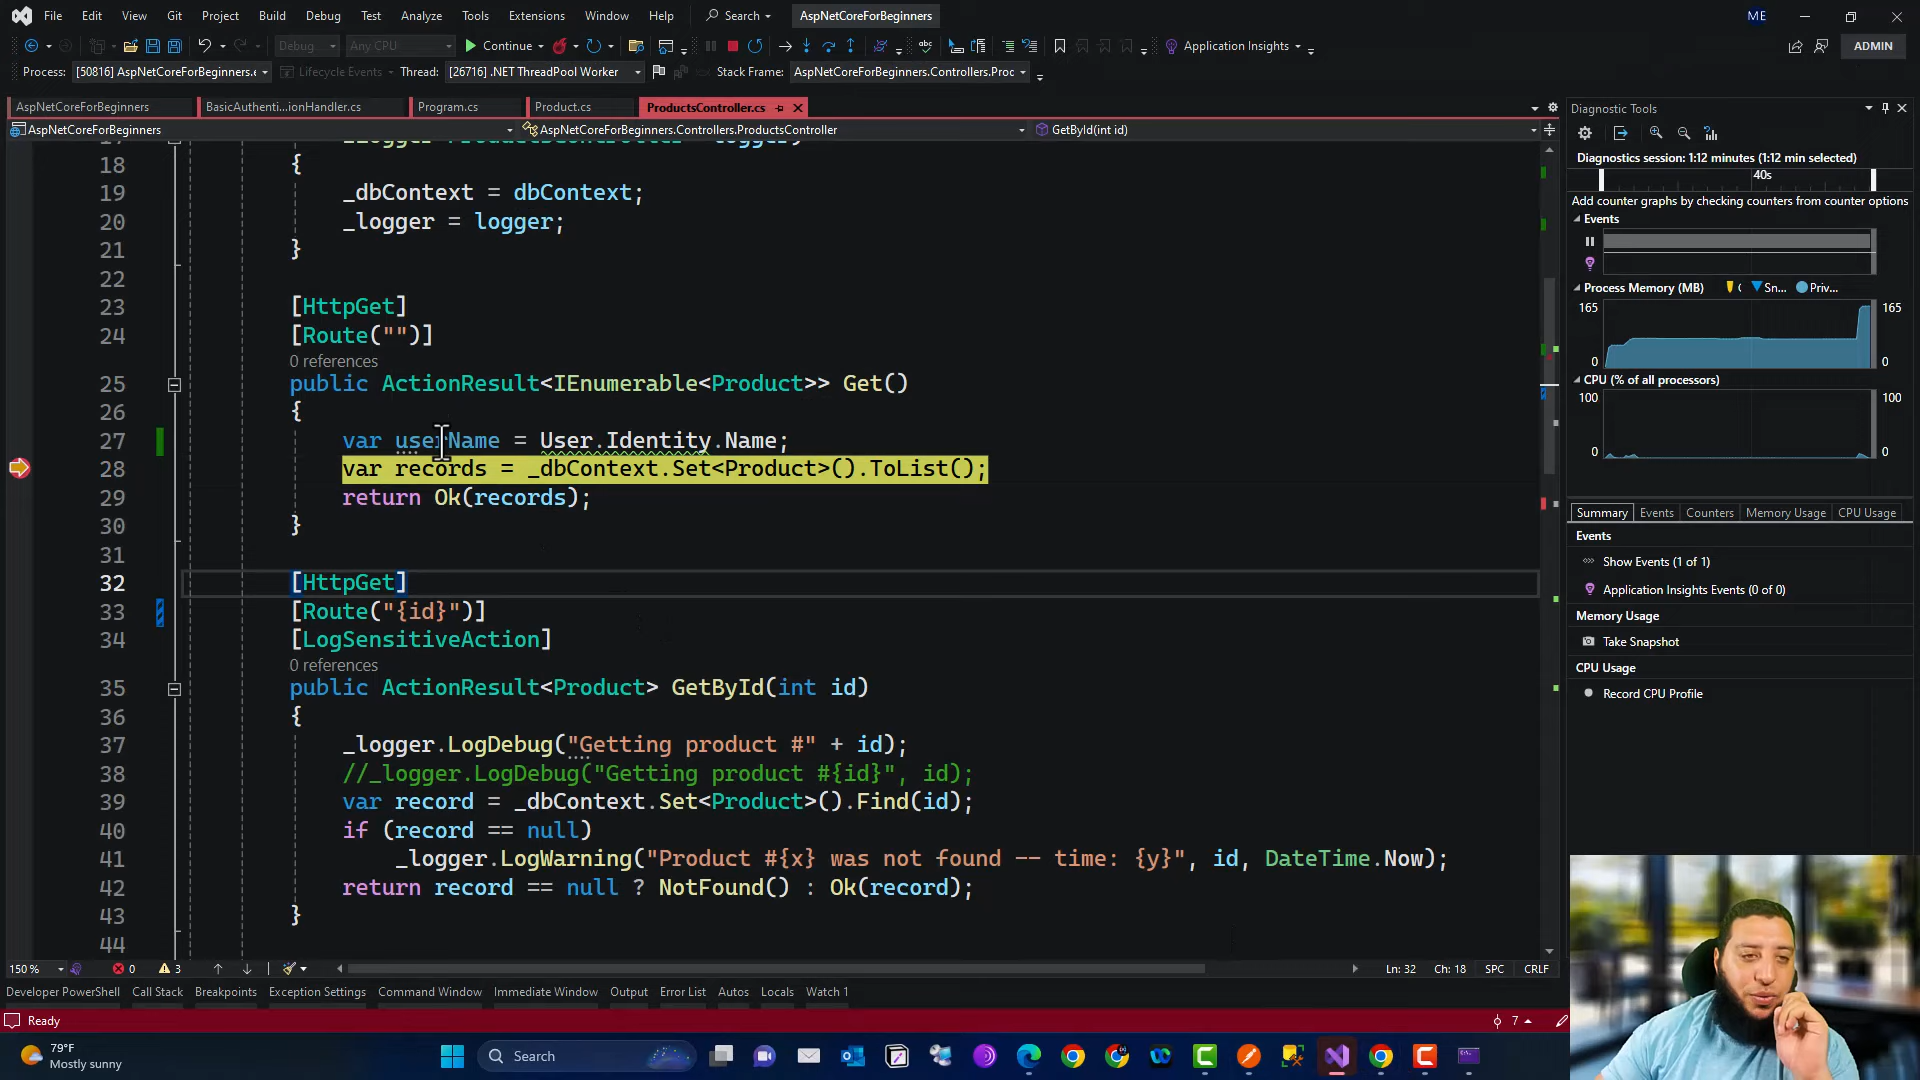 File Edit View Git Project Build Debug Test Analyze Tools Extensions Window Help Search AspNetCoreForBeginners ME
Debug Any CPU Continue Application Insights ADMIN
Process: [50816] AspNetCoreForBeginners.e Lifecycle Events Thread: [26716] .NET ThreadPool Worker Stack Frame: AspNetCoreForBeginners.Controllers.Proc
AspNetCoreForBeginners BasicAuthenti...ionHandler.cs Program.cs Product.cs ProductsController.cs
AspNetCoreForBeginners AspNetCoreForBeginners.Controllers.ProductsController GetById(int id)
18 {
19 _dbContext = dbContext;
20 _logger = logger;
21 }
22
23 [HttpGet]
24 [Route("")]
0 references
25 public ActionResult<IEnumerable<Product>> Get()
26 {
27 var userName = User.Identity.Name;
28 var records = _dbContext.Set<Product>().ToList();
29 return Ok(records);
30 }
31
32 [HttpGet]
33 [Route("{id}")]
34 [LogSensitiveAction]
0 references
35 public ActionResult<Product> GetById(int id)
36 {
37 _logger.LogDebug("Getting product #" + id);
38 //_logger.LogDebug("Getting product #{id}", id);
39 var record = _dbContext.Set<Product>().Find(id);
40 if (record == null)
41 _logger.LogWarning("Product #{x} was not found -- time: {y}", id, DateTime.Now);
42 return record == null ? NotFound() : Ok(record);
43 }
44
150 % 0 3 Ln: 32 Ch: 18 SPC CRLF
Developer PowerShell Call Stack Breakpoints Exception Settings Command Window Immediate Window Output Error List Autos Locals Watch 1
Ready 7
Diagnostic Tools
Diagnostics session: 1:12 minutes (1:12 min selected)
40s
Add counter graphs by checking counters from counter options
Events
Process Memory (MB) Sn... Priv...
165 165
0 0
CPU (% of all processors)
100 100
0 0
Summary Events Counters Memory Usage CPU Usage
Events
Show Events (1 of 1)
Application Insights Events (0 of 0)
Memory Usage
Take Snapshot
CPU Usage
Record CPU Profile
79°F
Mostly sunny
Search